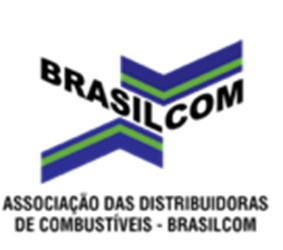 BRASILCOM
ASSOCIAÇÃO DAS DISTRIBUIDORAS
DE COMBUSTÍVEIS - BRASILCOM